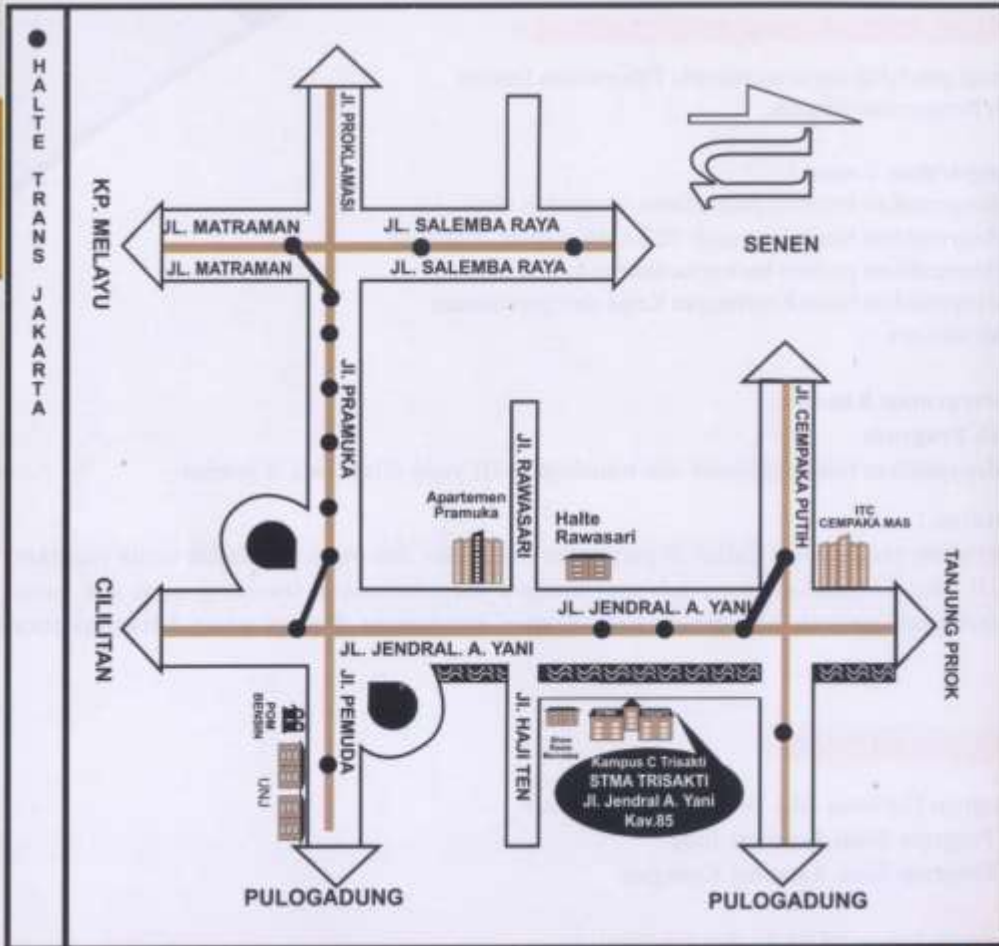 HALTE TRANS JAKARTA
Jl. PROKLAMASI
KP. MELAYU
JL. MATRAMAN
JL. SALEMBA RAYA
JL. MATRAMAN
JL. SALEMBA RAYA
SENEN
Jl. PRAMUKA
Jl. RAWASARI
Jl. CEMPAKA PUTIH
Apartemen
Pramuka
Halte
Rawasari
ITC
CEMPAKA MAS
CILILITAN
JL. JENDRAL. A. YANI
JL. JENDRAL. A. YANI
TANJUNG PRIOK
Jl. PEMUDA
POM
BENSIN
UNJ
Jl. HAJI TEN
Kampus C Trisakti
STMA TRISAKTI
Jl. Jendral A. Yani
Kav.85
PULOGADUNG
PULOGADUNG